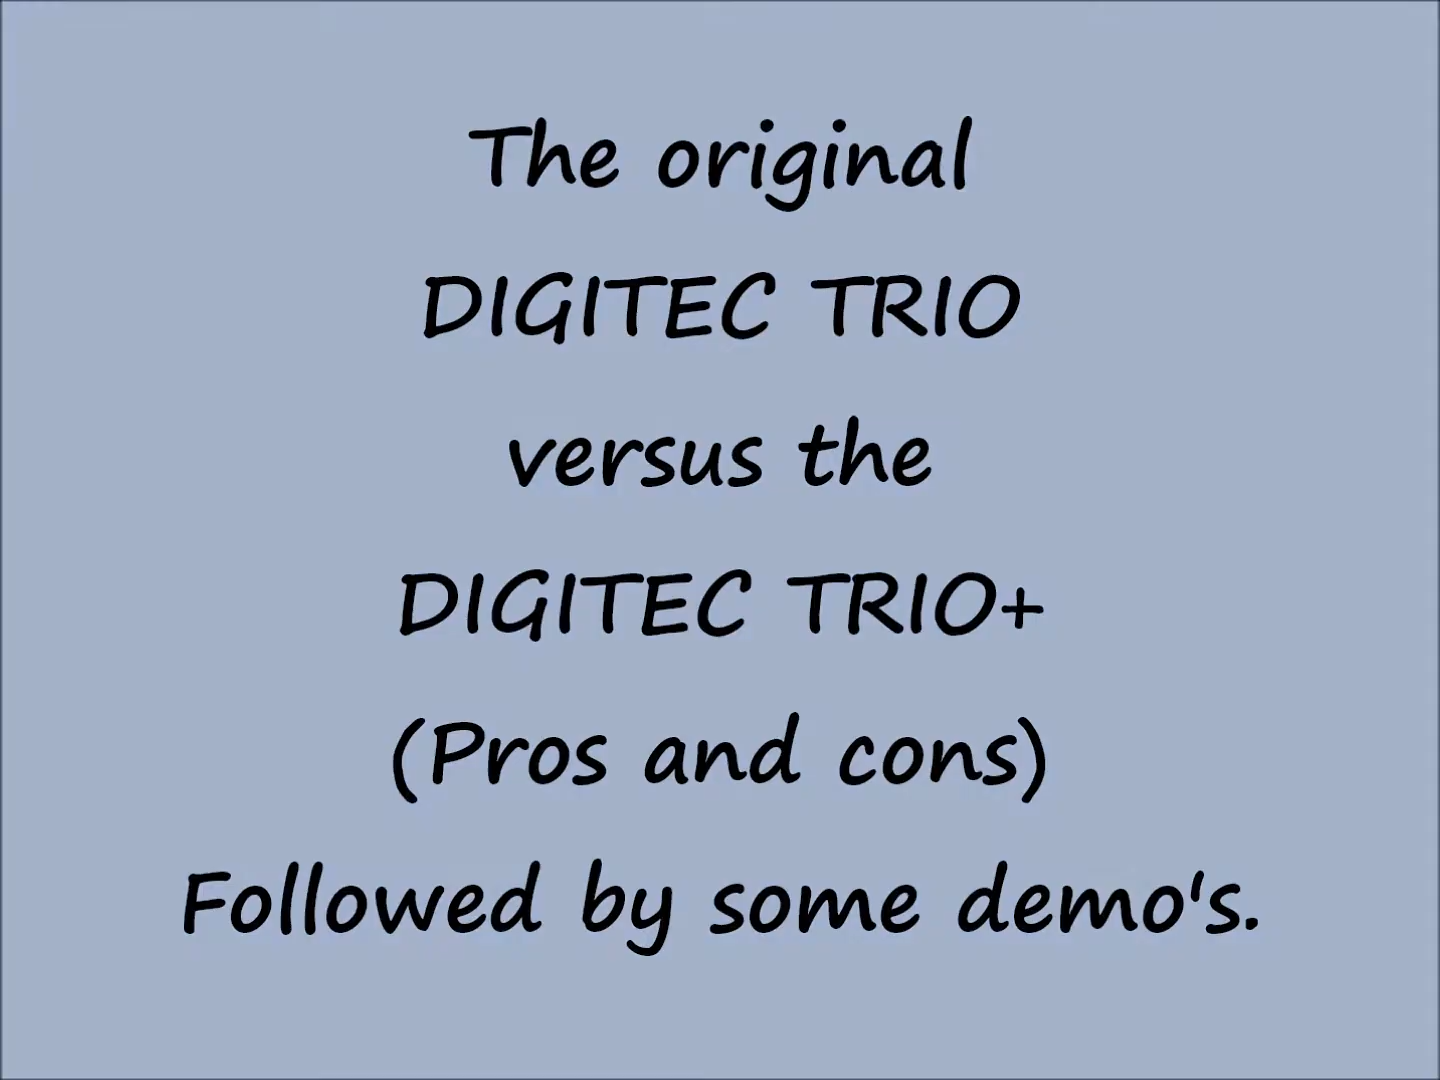 The original
DIGITEC TRIO
versus the
DIGITEC TRIO+
(Pros and cons)
Followed by some demo's.